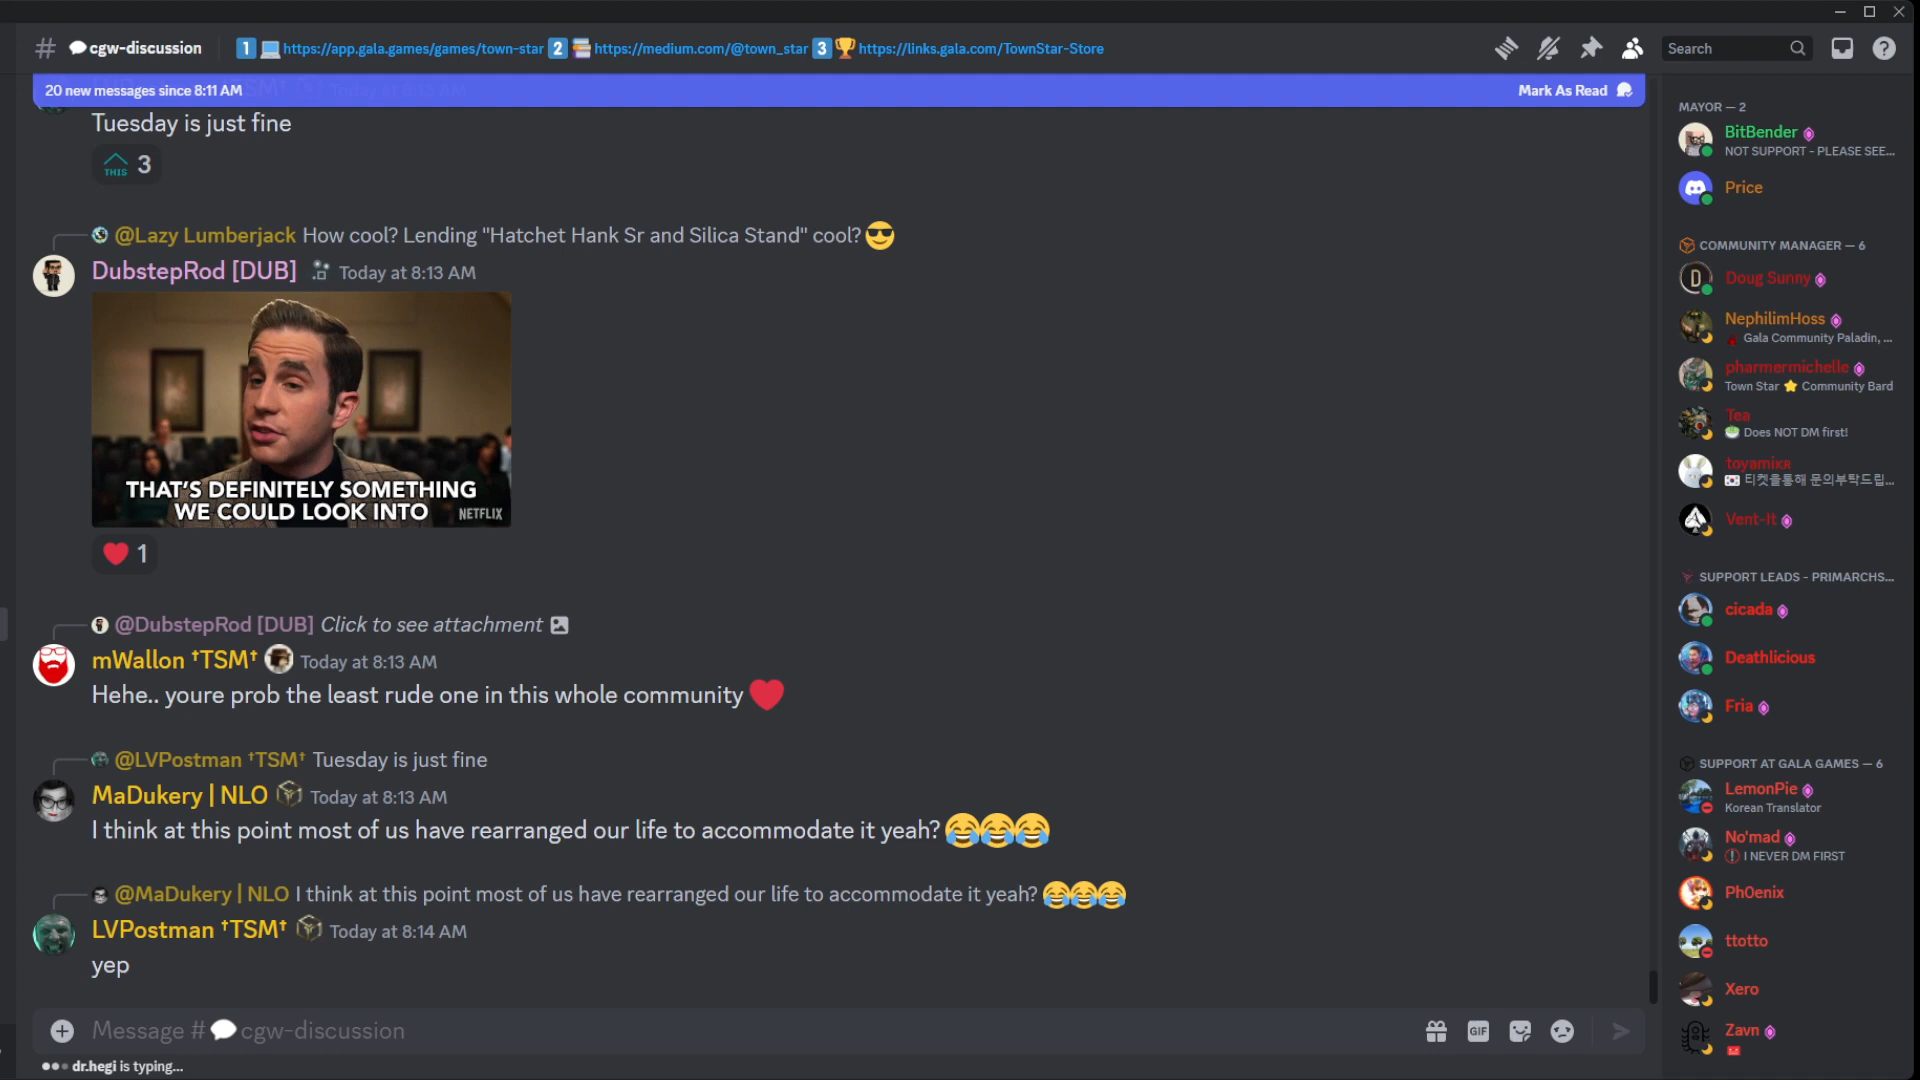 cgw-discussion
1 https://app.gala.games/games/town-star 2 https://medium.com/@town_star 3 https://links.gala.com/TownStar-Store
Search
20 new messages since 8:11 AM
Mark As Read
Tuesday is just fine
THIS 3
@Lazy Lumberjack How cool? Lending "Hatchet Hank Sr and Silica Stand" cool?😎
DubstepRod [DUB] Today at 8:13 AM
THAT'S DEFINITELY SOMETHING
WE COULD LOOK INTO
NETFLIX
❤️ 1
@DubstepRod [DUB] Click to see attachment
mWallon †TSM† Today at 8:13 AM
Hehe.. youre prob the least rude one in this whole community ❤️
@LVPostman †TSM† Tuesday is just fine
MaDukery | NLO Today at 8:13 AM
I think at this point most of us have rearranged our life to accommodate it yeah? 😂😂😂
@MaDukery | NLO I think at this point most of us have rearranged our life to accommodate it yeah? 😂😂😂
LVPostman †TSM† Today at 8:14 AM
yep
Message #💬cgw-discussion
GIF
dr.hegi is typing...
MAYOR — 2
BitBender
NOT SUPPORT - PLEASE SEE...
Price
COMMUNITY MANAGER — 6
Doug Sunny
NephilimHoss
Gala Community Paladin, ...
pharmermichelle
Town Star ⭐ Community Bard
Tea
🍵 Does NOT DM first!
toyamikʀ
🇰🇷 티켓을통해 문의부탁드립...
Vent-It
SUPPORT LEADS - PRIMARCHS...
cicada
Deathlicious
Fria
SUPPORT AT GALA GAMES — 6
LemonPie
Korean Translator
No'mad
I NEVER DM FIRST
Ph0enix
ttotto
Xero
Zavn